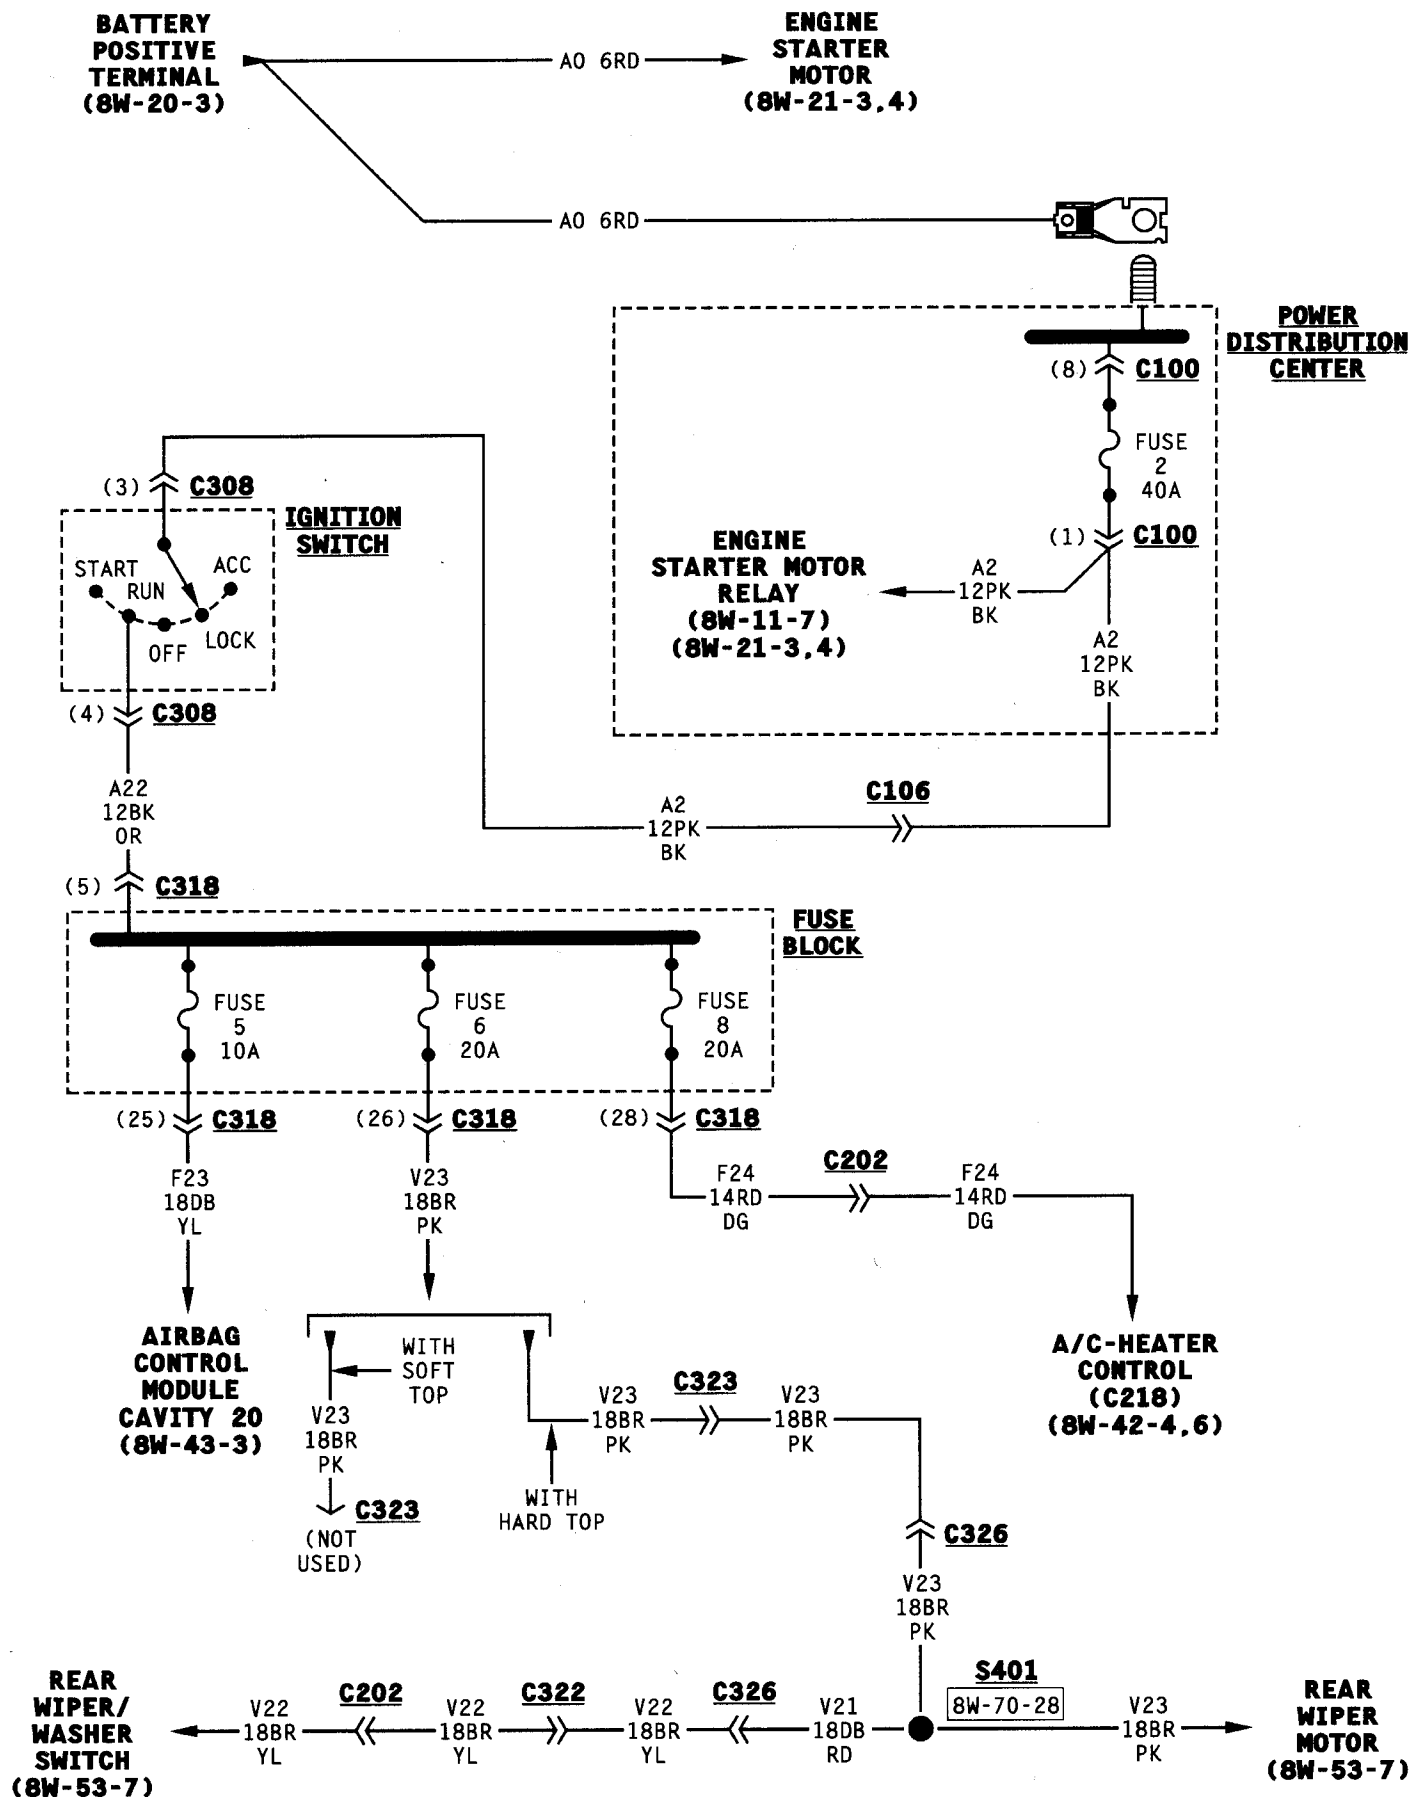 BATTERY
POSITIVE
TERMINAL
(8W-20-3)
A0 6RD
ENGINE
STARTER
MOTOR
(8W-21-3,4)
A0 6RD
POWER
DISTRIBUTION
CENTER
(8) C100
FUSE
2
40A
(1) C100
ENGINE
STARTER MOTOR
RELAY
(8W-11-7)
(8W-21-3,4)
A2
12PK
BK
A2
12PK
BK
(3) C308
IGNITION
SWITCH
START
RUN
ACC
OFF
LOCK
(4) C308
A22
12BK
OR
A2
12PK
BK
C106
(5) C318
FUSE
BLOCK
FUSE
5
10A
FUSE
6
20A
FUSE
8
20A
(25) C318
(26) C318
(28) C318
F23
18DB
YL
V23
18BR
PK
F24
14RD
DG
C202
F24
14RD
DG
AIRBAG
CONTROL
MODULE
CAVITY 20
(8W-43-3)
WITH
SOFT
TOP
V23
18BR
PK
C323
(NOT
USED)
WITH
HARD TOP
V23
18BR
PK
C323
V23
18BR
PK
A/C-HEATER
CONTROL
(C218)
(8W-42-4,6)
C326
V23
18BR
PK
REAR
WIPER/
WASHER
SWITCH
(8W-53-7)
V22
18BR
YL
C202
V22
18BR
YL
C322
V22
18BR
YL
C326
V21
18DB
RD
S401
8W-70-28
V23
18BR
PK
REAR
WIPER
MOTOR
(8W-53-7)